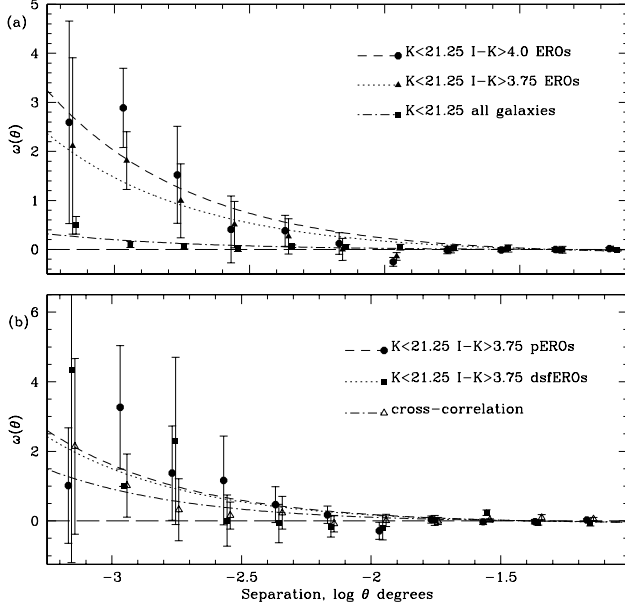 (a)
5
4
3
2
1
0
ω(θ)
K<21.25 I−K>4.0 EROs
K<21.25 I−K>3.75 EROs
K<21.25 all galaxies
(b)
6
4
2
0
ω(θ)
K<21.25 I−K>3.75 pEROs
K<21.25 I−K>3.75 dsfEROs
cross−correlation
−3 −2.5 −2 −1.5
Separation, log θ degrees